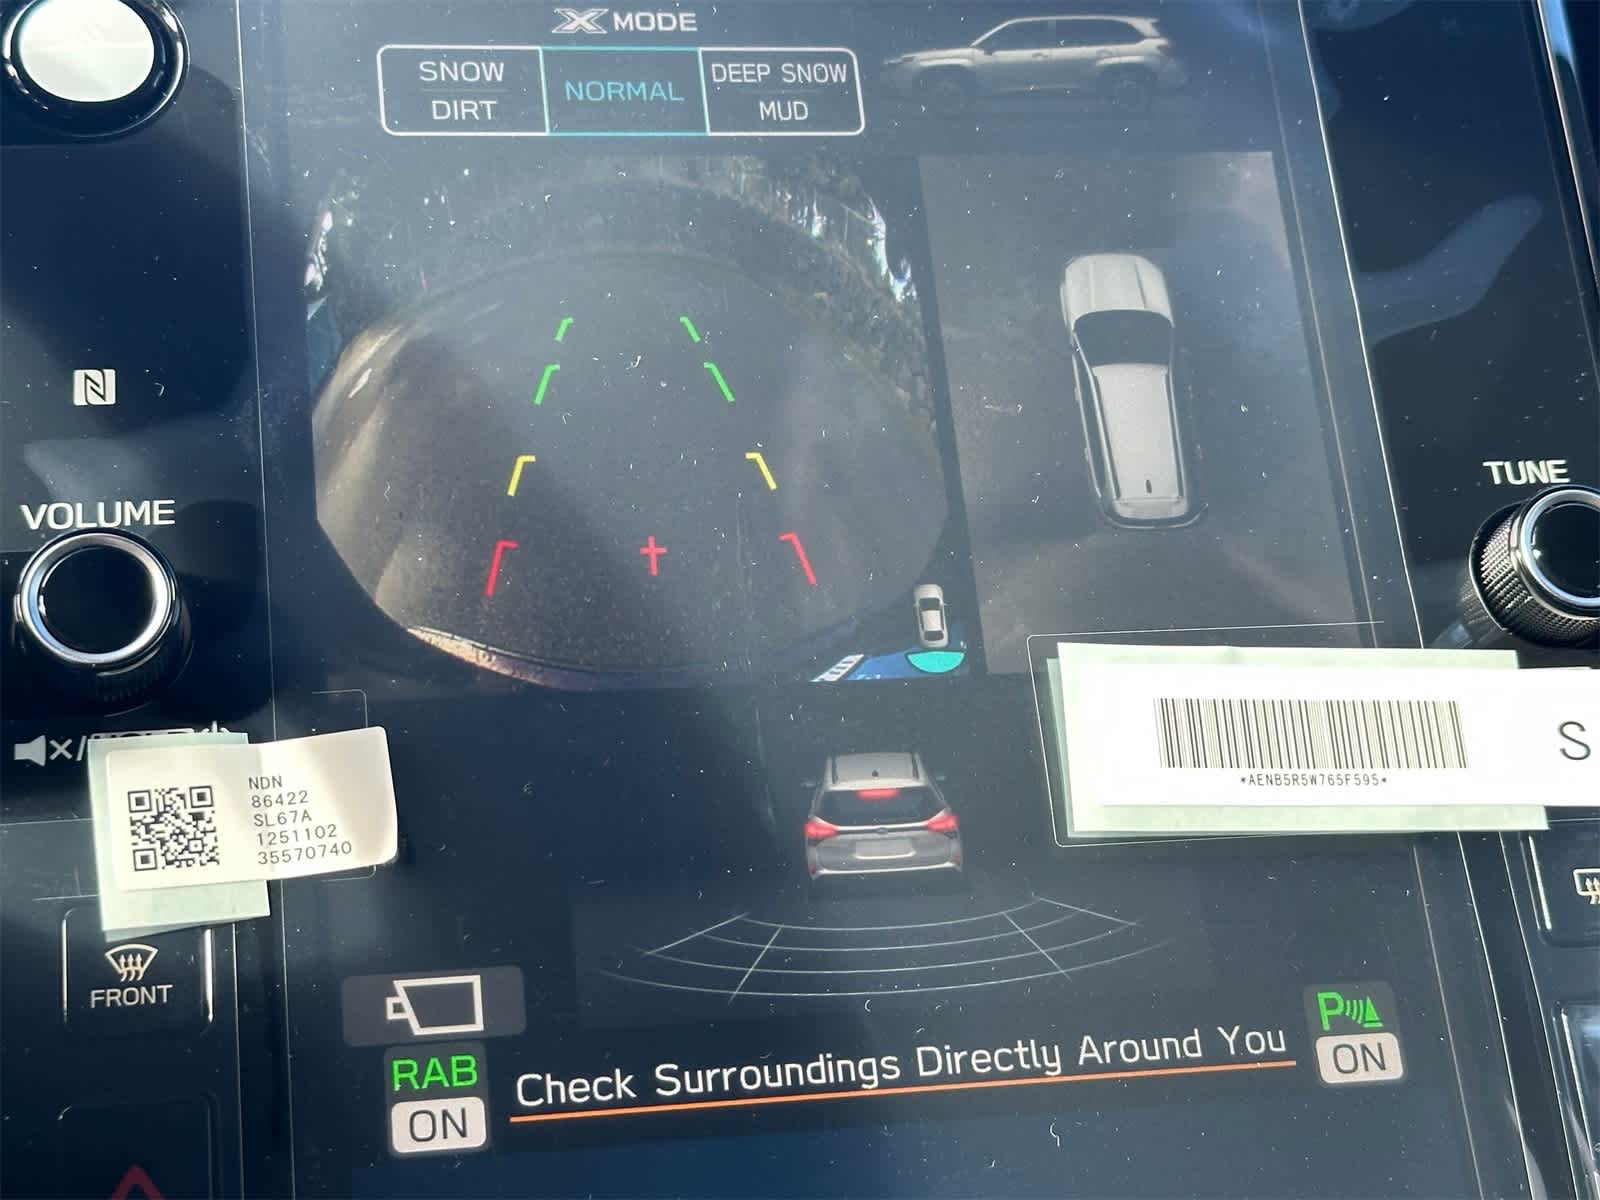 X MODE
SNOW
DIRT
NORMAL
DEEP SNOW
MUD
VOLUME
TUNE
NDN
86422
SL67A
1251102
35570740
*AENB5R5W765F595*
S
FRONT
RAB
ON
Check Surroundings Directly Around You
P
ON